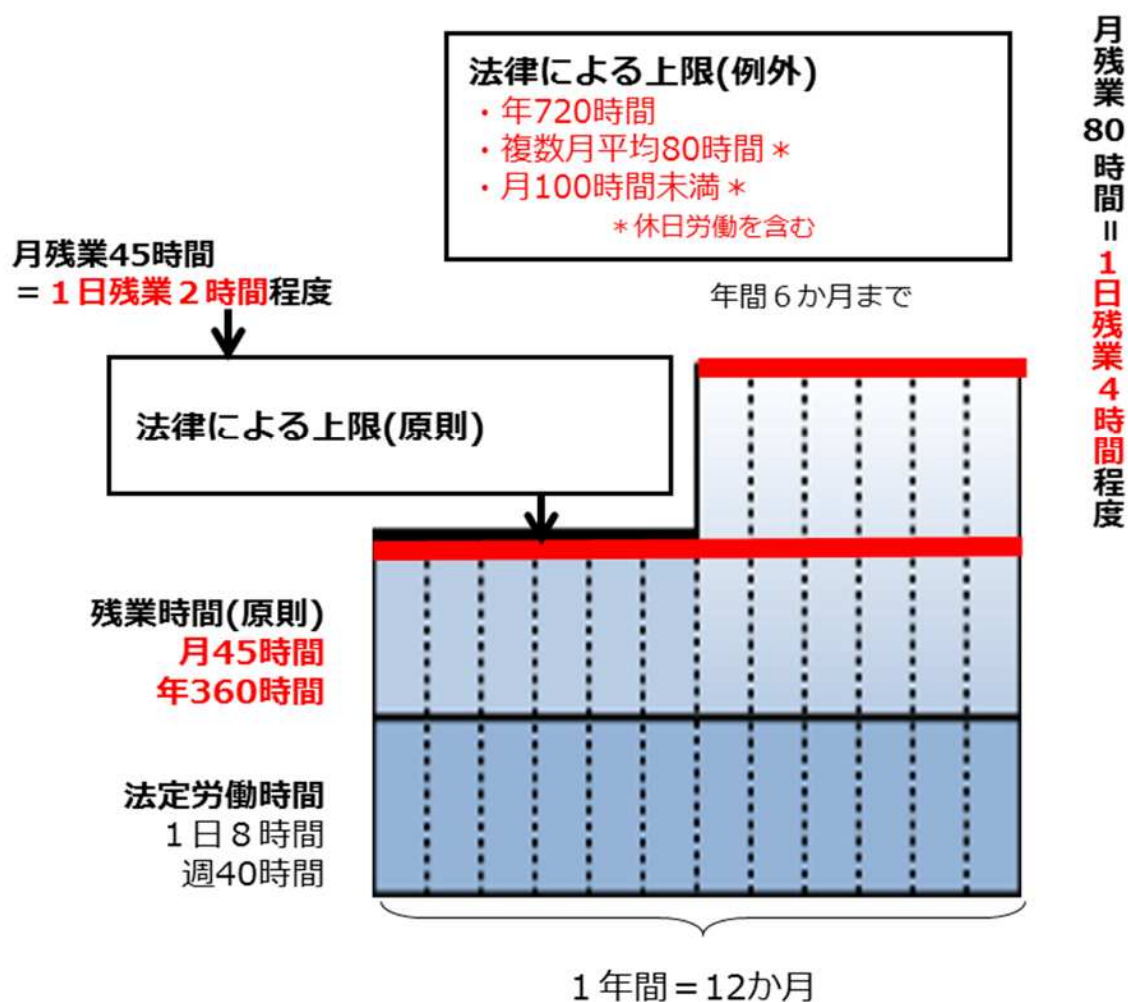 法律による上限(例外)
・年720時間
・複数月平均80時間＊
・月100時間未満＊
＊休日労働を含む
月残業80時間＝1日残業4時間程度
月残業45時間
=１日残業２時間程度
年間６か月まで
法律による上限(原則)
残業時間(原則)
月45時間
年360時間
法定労働時間
１日８時間
週40時間
１年間＝12か月